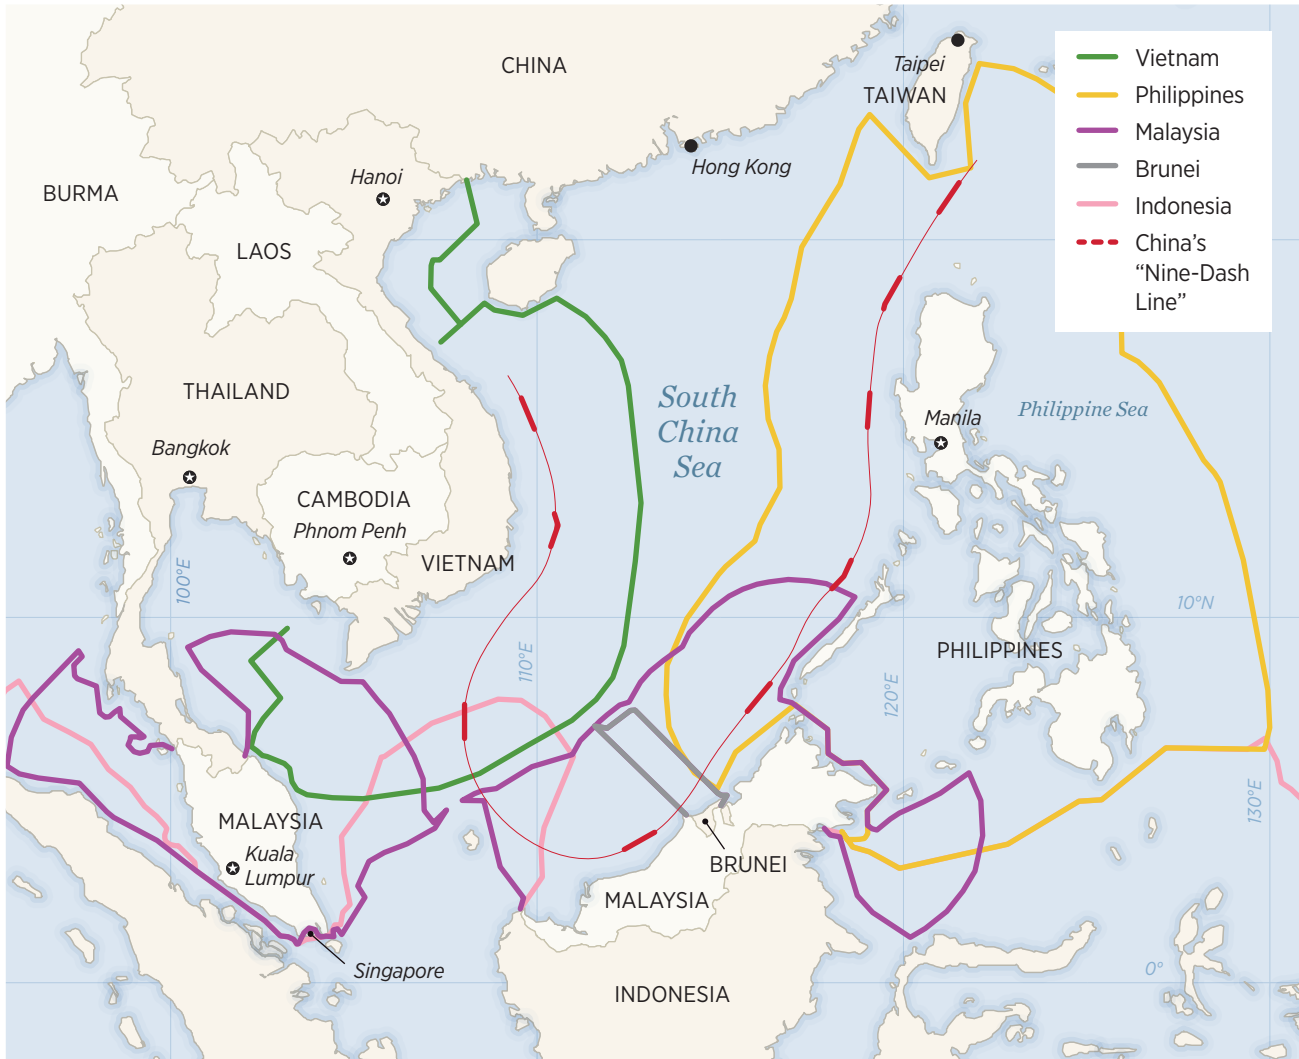 CHINA
Taipei
TAIWAN
Vietnam
Philippines
Malaysia
Brunei
Indonesia
China’s
“Nine-Dash
Line”
Hong Kong
Hanoi
BURMA
LAOS
THAILAND
South
China
Sea
Philippine Sea
Manila
Bangkok
CAMBODIA
Phnom Penh
VIETNAM
100°E
10°N
110°E
PHILIPPINES
120°E
130°E
MALAYSIA
Kuala
Lumpur
BRUNEI
MALAYSIA
Singapore
0°
INDONESIA